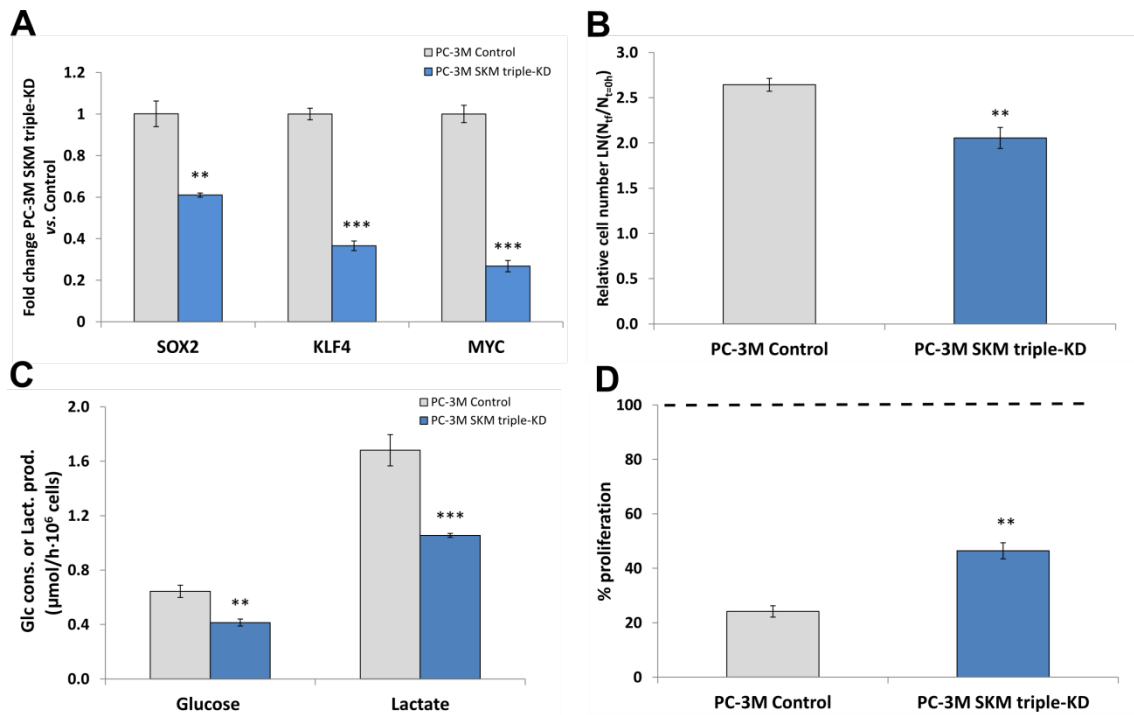 A
PC-3M Control
PC-3M SKM triple-KD
Fold change PC-3M SKM triple-KD
vs. Control
1.2
1
0.8
0.6
0.4
0.2
0
**
***
***
SOX2 KLF4 MYC
B
Relative cell number LN(Ntf/Nt=0h)
3.0
2.5
2.0
1.5
1.0
0.5
0.0
**
PC-3M Control PC-3M SKM triple-KD
C
PC-3M Control
PC-3M SKM triple-KD
Glc cons. or Lact. prod.
(µmol/h·10⁶ cells)
2.0
1.6
1.2
0.8
0.4
0.0
**
***
Glucose Lactate
D
% proliferation
100
80
60
40
20
0
**
PC-3M Control PC-3M SKM triple-KD